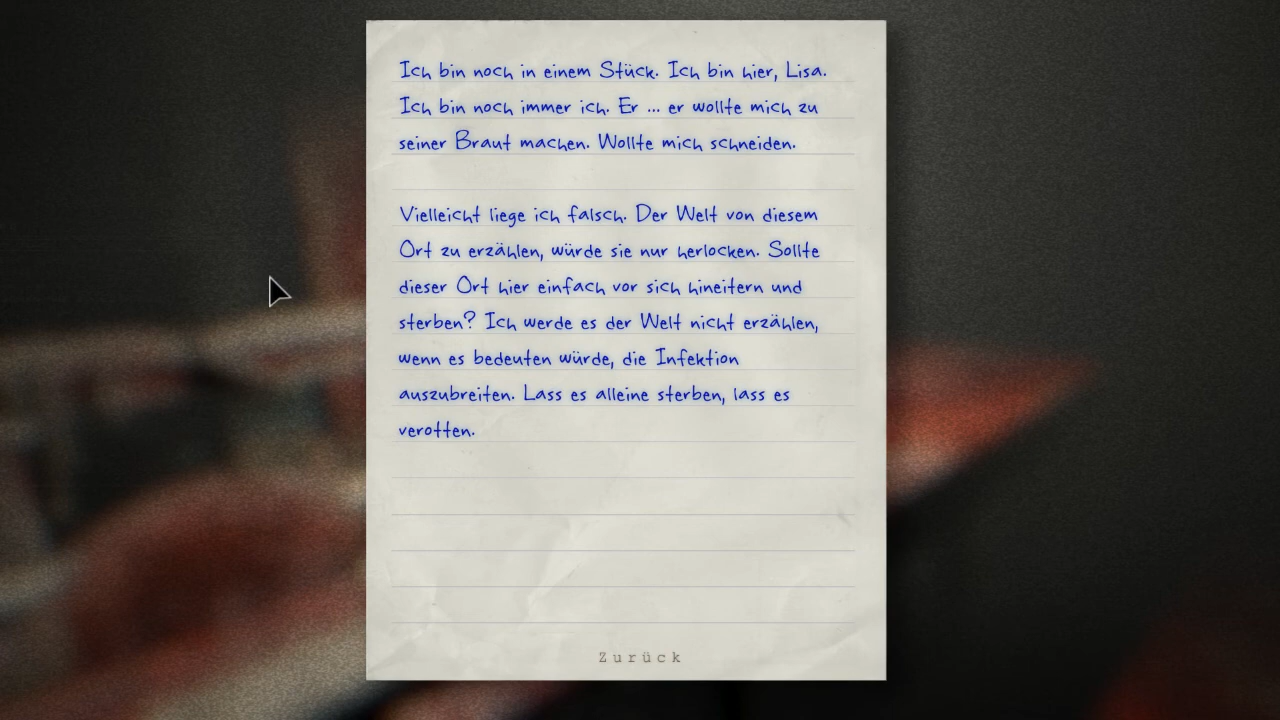 Ich bin noch in einem Stück. Ich bin hier, Lisa.
Ich bin noch immer ich. Er ... er wollte mich zu
seiner Braut machen. Wollte mich schneiden.
Vielleicht liege ich falsch. Der Welt von diesem
Ort zu erzählen, würde sie nur herlocken. Sollte
dieser Ort hier einfach vor sich hineitern und
sterben? Ich werde es der Welt nicht erzählen,
wenn es bedeuten würde, die Infektion
auszubreiten. Lass es alleine sterben, lass es
verotten.
Zurück